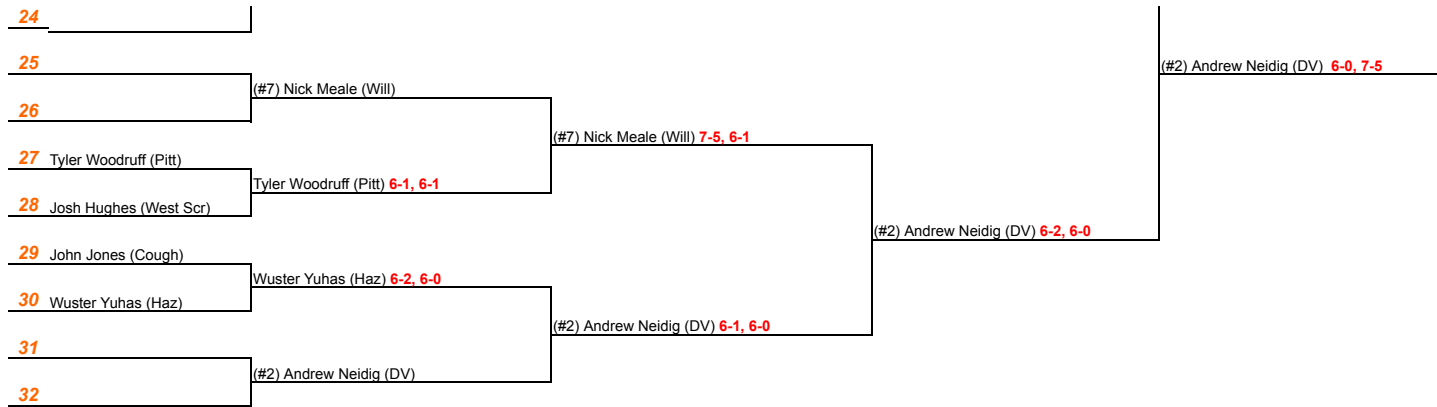 24
25
(#2) Andrew Neidig (DV) 6-0, 7-5
(#7) Nick Meale (Will)
26
(#7) Nick Meale (Will) 7-5, 6-1
27 Tyler Woodruff (Pitt)
Tyler Woodruff (Pitt) 6-1, 6-1
28 Josh Hughes (West Scr)
(#2) Andrew Neidig (DV) 6-2, 6-0
29 John Jones (Cough)
Wuster Yuhas (Haz) 6-2, 6-0
30 Wuster Yuhas (Haz)
(#2) Andrew Neidig (DV) 6-1, 6-0
31
(#2) Andrew Neidig (DV)
32